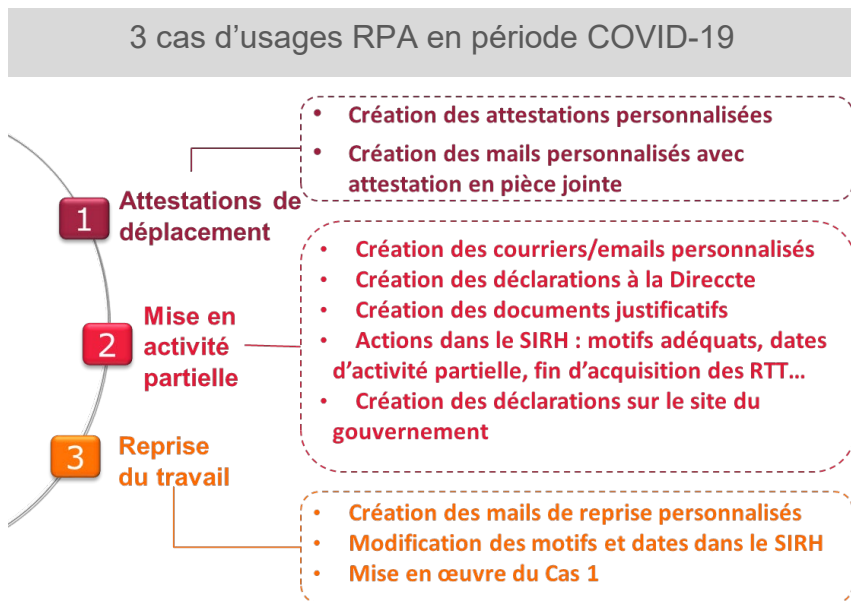 3 cas d’usages RPA en période COVID-19
• Création des attestations personnalisées
• Création des mails personnalisés avec
attestation en pièce jointe
1 Attestations de
déplacement
• Création des courriers/emails personnalisés
• Création des déclarations à la Direccte
• Création des documents justificatifs
• Actions dans le SIRH : motifs adéquats, dates
d’activité partielle, fin d’acquisition des RTT…
• Création des déclarations sur le site du
gouvernement
2 Mise en
activité
partielle
3 Reprise
du travail
• Création des mails de reprise personnalisés
• Modification des motifs et dates dans le SIRH
• Mise en œuvre du Cas 1